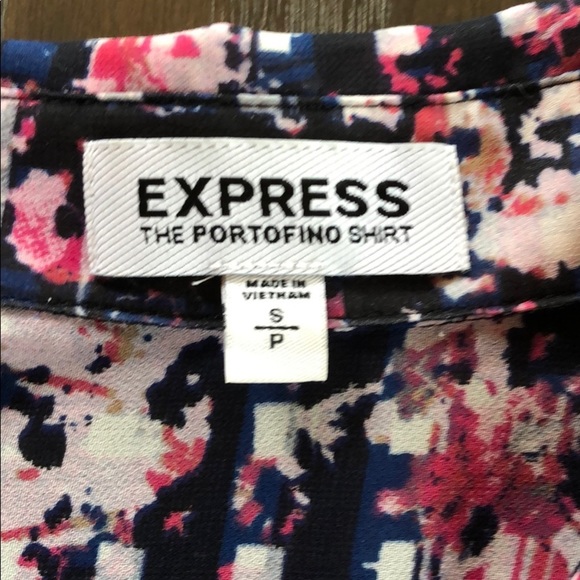 EXPRESS
THE PORTOFINO SHIRT
MADE IN
VIETNAM
S
P